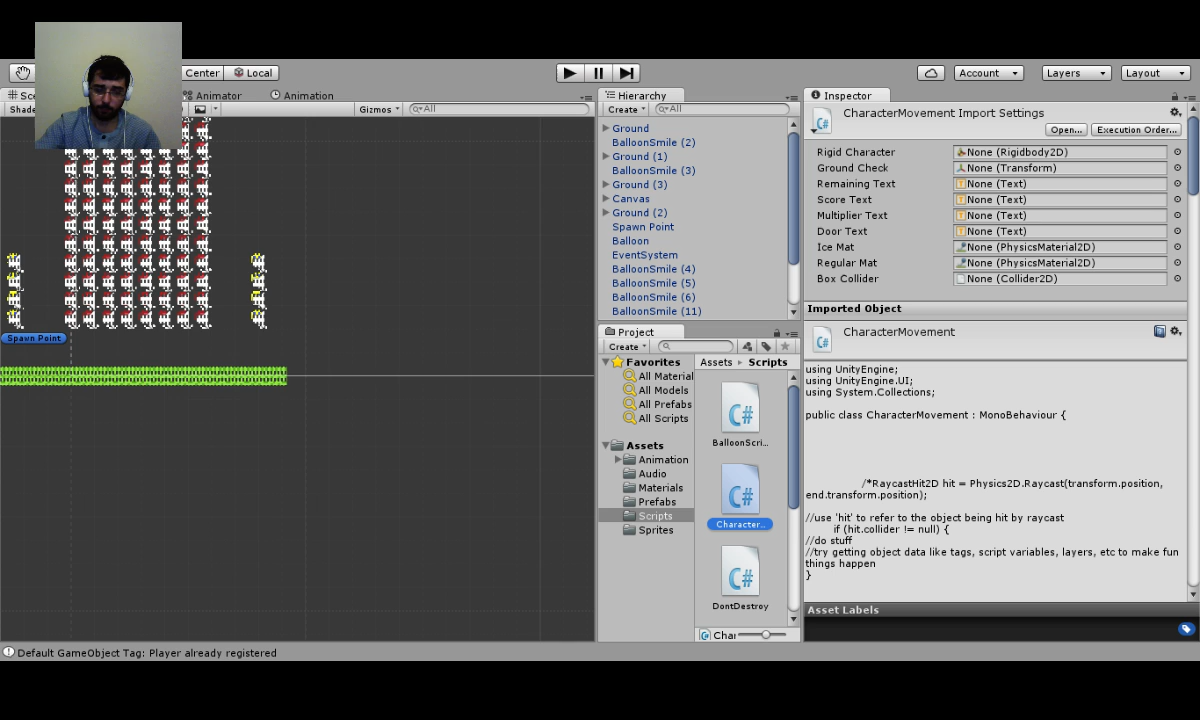 Center
Local
Account
Layers
Layout
Animator
Animation
Gizmos
All
Spawn Point
Hierarchy
Create
All
Ground
BalloonSmile (2)
Ground (1)
BalloonSmile (3)
Ground (3)
Canvas
Ground (2)
Spawn Point
Balloon
EventSystem
BalloonSmile (4)
BalloonSmile (5)
BalloonSmile (6)
BalloonSmile (11)
Project
Create
Favorites
All Material
All Models
All Prefabs
All Scripts
Assets
Animation
Audio
Materials
Prefabs
Scripts
Sprites
Assets ▸ Scripts
C#
BalloonScri...
C#
Character...
C#
DontDestroy
Char
Inspector
CharacterMovement Import Settings
Open...
Execution Order...
Rigid Character None (Rigidbody2D)
Ground Check None (Transform)
Remaining Text None (Text)
Score Text None (Text)
Multiplier Text None (Text)
Door Text None (Text)
Ice Mat None (PhysicsMaterial2D)
Regular Mat None (PhysicsMaterial2D)
Box Collider None (Collider2D)
Imported Object
CharacterMovement
using UnityEngine;
using UnityEngine.UI;
using System.Collections;
public class CharacterMovement : MonoBehaviour {
/*RaycastHit2D hit = Physics2D.Raycast(transform.position,
end.transform.position);
//use 'hit' to refer to the object being hit by raycast
if (hit.collider != null) {
//do stuff
//try getting object data like tags, script variables, layers, etc to make fun
things happen
}
Asset Labels
Default GameObject Tag: Player already registered